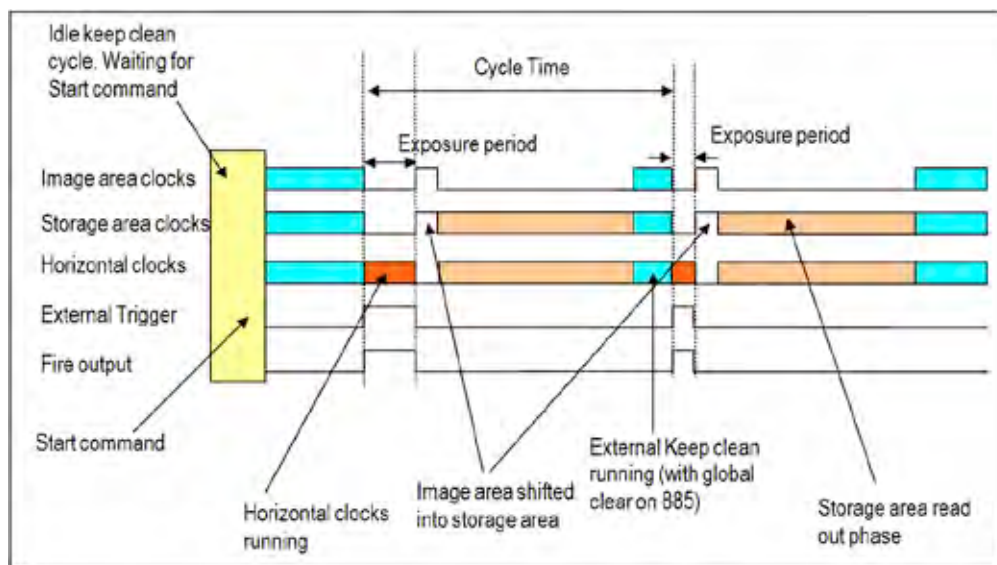 Idle keep clean
cycle. Waiting for
Start command
Cycle Time
Exposure period
Exposure period
Image area clocks
Storage area clocks
Horizontal clocks
External Trigger
Fire output
Start command
Horizontal clocks
running
Image area shifted
into storage area
External Keep clean
running (with global
clear on 885)
Storage area read
out phase